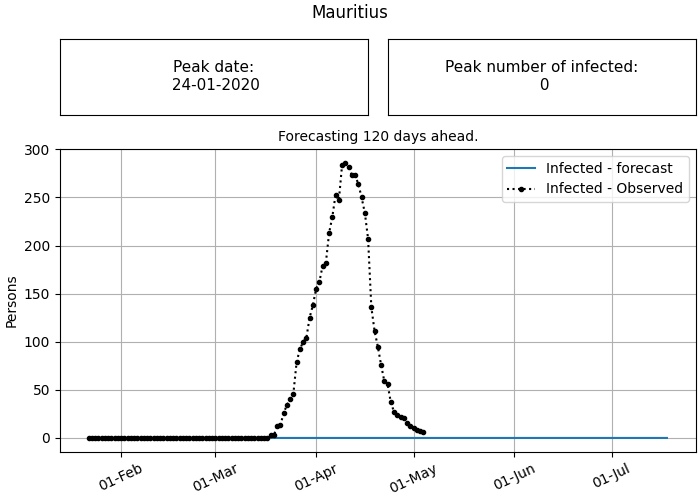 Mauritius
Peak date:
24-01-2020
Peak number of infected:
0
Forecasting 120 days ahead.
Infected - forecast
Infected - Observed
Persons
300
250
200
150
100
50
0
01-Feb
01-Mar
01-Apr
01-May
01-Jun
01-Jul